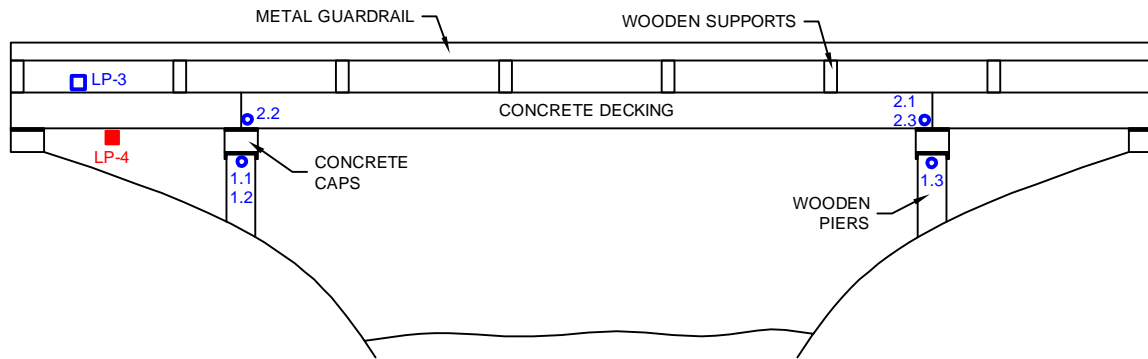 METAL GUARDRAIL
WOODEN SUPPORTS
LP-3
CONCRETE DECKING
2.2
2.1
2.3
LP-4
CONCRETE
CAPS
1.1
1.2
1.3
WOODEN
PIERS